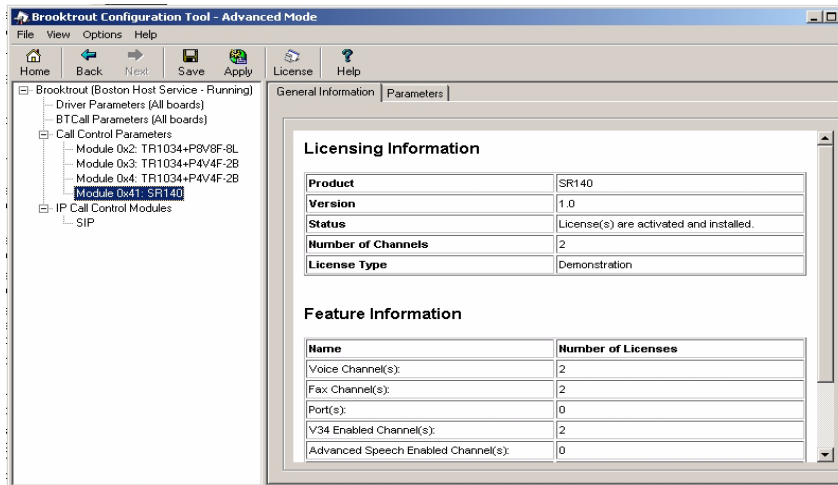 Brooktrout Configuration Tool - Advanced Mode
File View Options Help
Home Back Next Save Apply License Help
Brooktrout (Boston Host Service - Running)
Driver Parameters (All boards)
BTCall Parameters (All boards)
Call Control Parameters
Module 0x2: TR1034+P8V8F-8L
Module 0x3: TR1034+P4V4F-2B
Module 0x4: TR1034+P4V4F-2B
Module 0x41: SR140
IP Call Control Modules
SIP
General Information Parameters
Licensing Information
Product SR140
Version 1.0
Status License(s) are activated and installed.
Number of Channels 2
License Type Demonstration
Feature Information
Name Number of Licenses
Voice Channel(s): 2
Fax Channel(s): 2
Port(s): 0
V34 Enabled Channel(s): 2
Advanced Speech Enabled Channel(s): 0